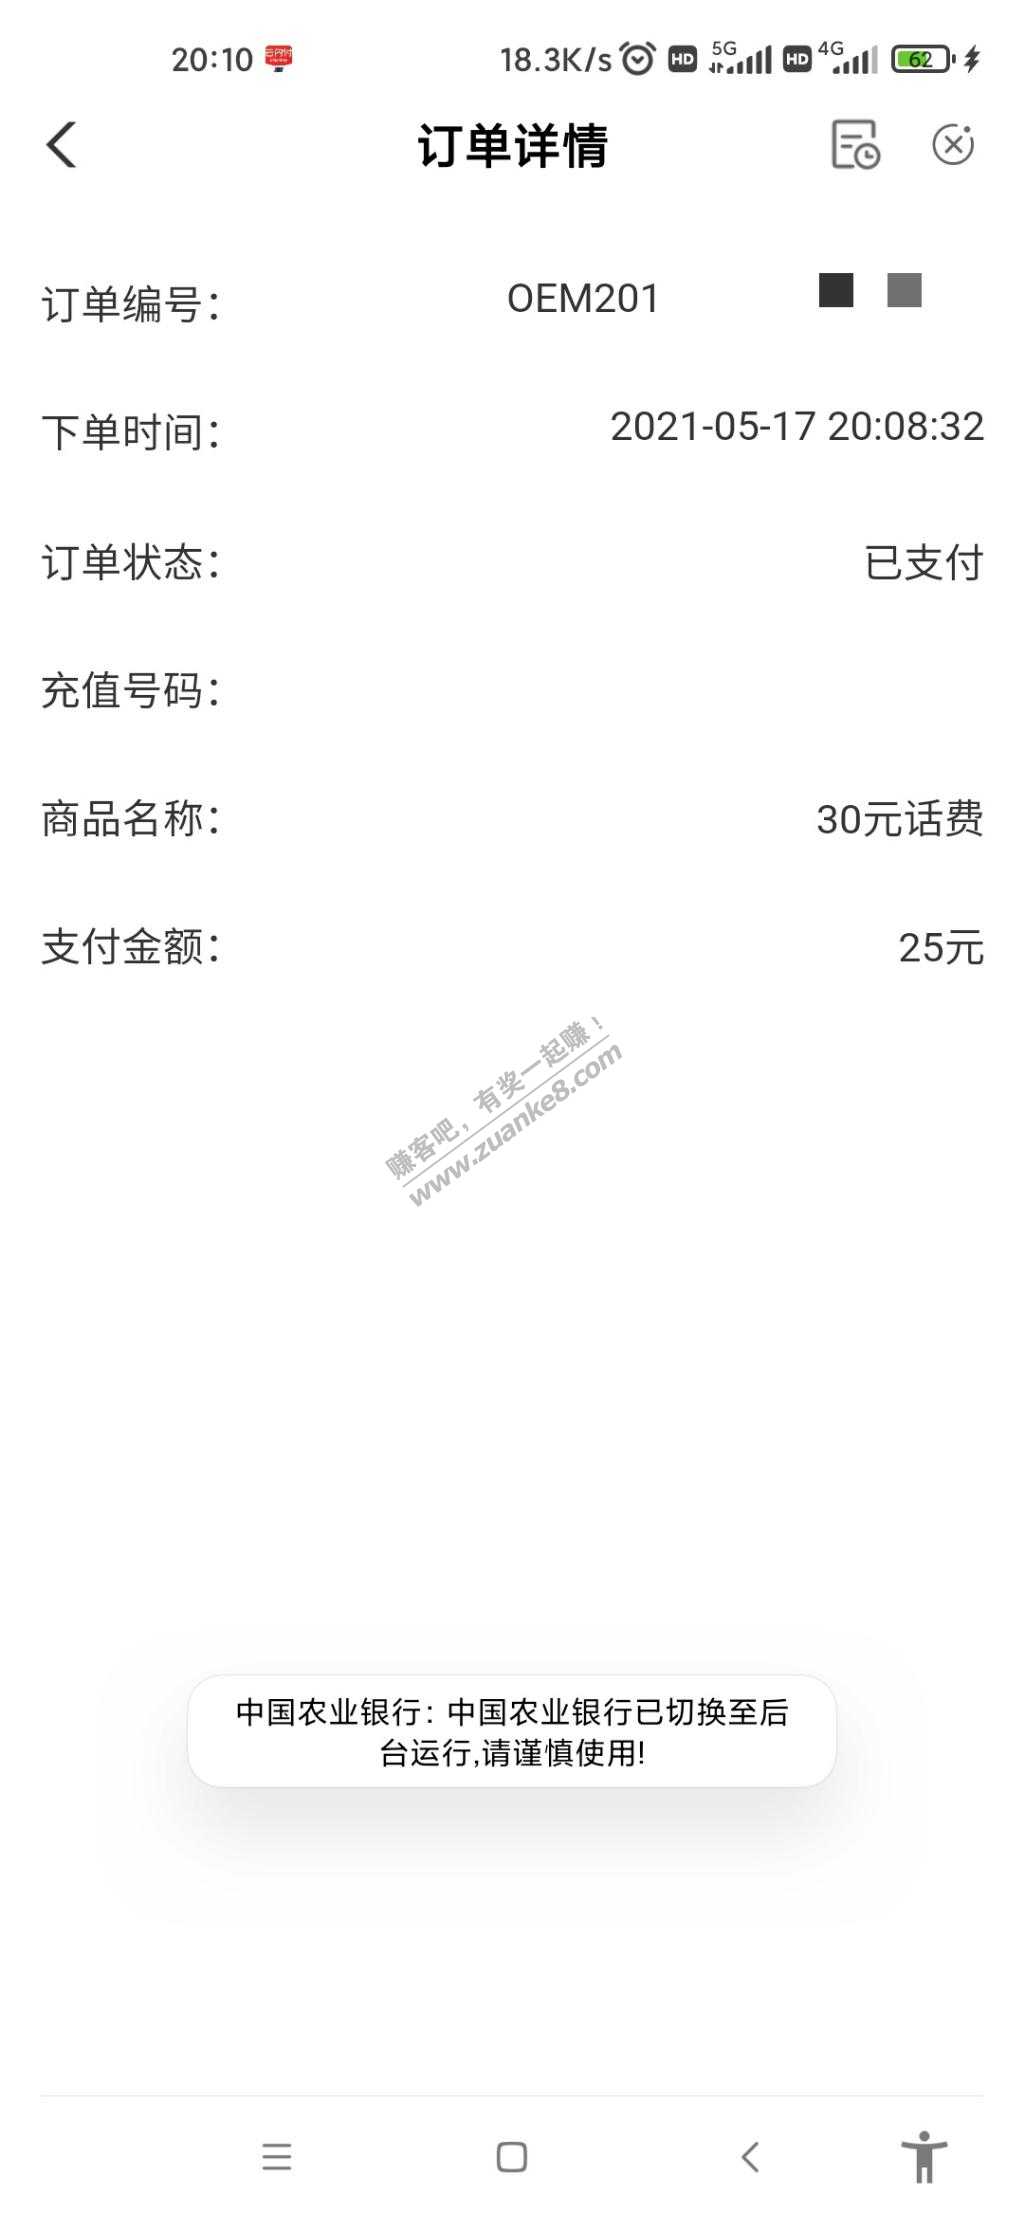 20:10 云闪付 18.3K/s HD 5G HD 4G 62
订单详情
订单编号： OEM201
下单时间： 2021-05-17 20:08:32
订单状态： 已支付
充值号码：
商品名称： 30元话费
支付金额： 25元
赚客吧，有奖一起赚！
www.zuanke8.com
中国农业银行：中国农业银行已切换至后
台运行,请谨慎使用!